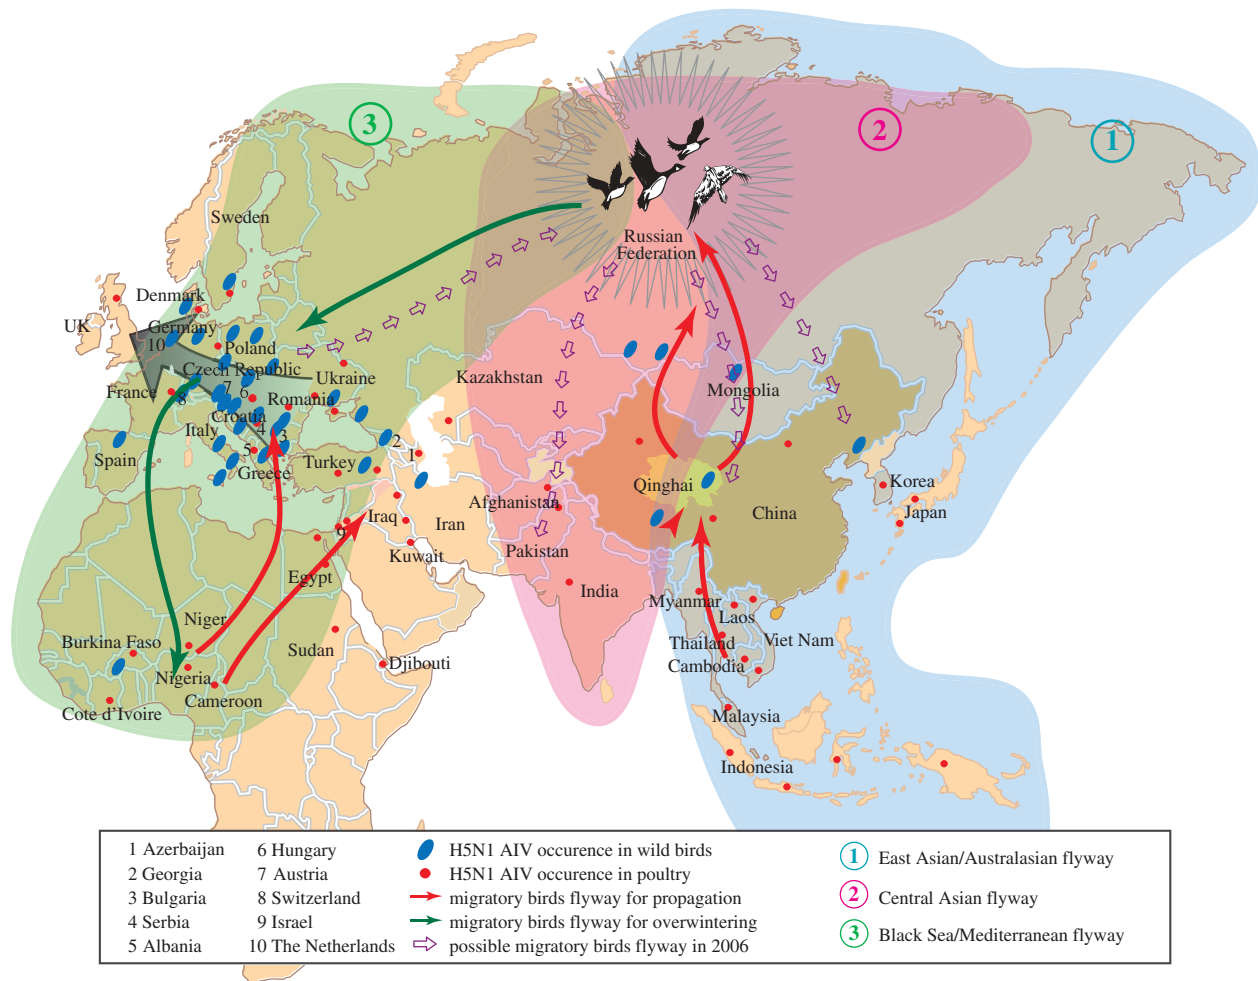 3
2
1
Sweden
Russian
Federation
Denmark
UK
Germany
10
Poland
Czech Republic
Ukraine
Kazakhstan
Mongolia
France
8
7
6
Romania
Croatia
4
3
Italy
2
1
Spain
5
Greece
Turkey
Qinghai
Korea
Afghanistan
Iraq
Iran
China
Japan
9
Kuwait
Pakistan
Egypt
India
Myanmar
Laos
Niger
Burkina Faso
Sudan
Thailand
Viet Nam
Djibouti
Cambodia
Nigeria
Cameroon
Cote d'Ivoire
Malaysia
Indonesia
1 Azerbaijan
2 Georgia
3 Bulgaria
4 Serbia
5 Albania
6 Hungary
7 Austria
8 Switzerland
9 Israel
10 The Netherlands
H5N1 AIV occurence in wild birds
H5N1 AIV occurence in poultry
migratory birds flyway for propagation
migratory birds flyway for overwintering
possible migratory birds flyway in 2006
1 East Asian/Australasian flyway
2 Central Asian flyway
3 Black Sea/Mediterranean flyway